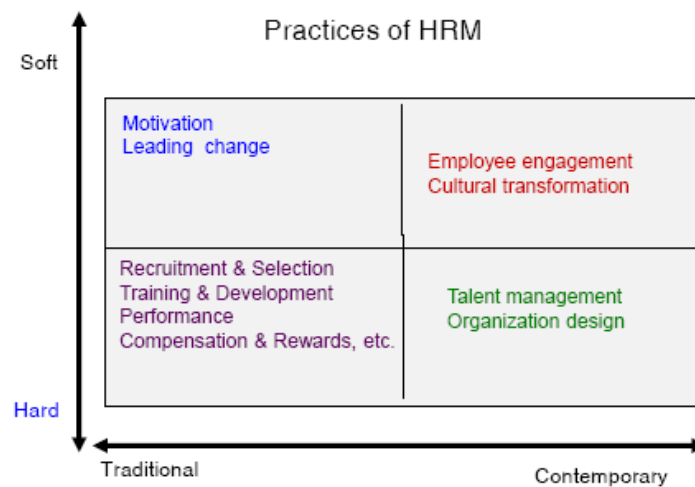 Practices of HRM
Soft
Motivation
Leading change
Employee engagement
Cultural transformation
Recruitment & Selection
Training & Development
Performance
Compensation & Rewards, etc.
Talent management
Organization design
Hard
Traditional
Contemporary